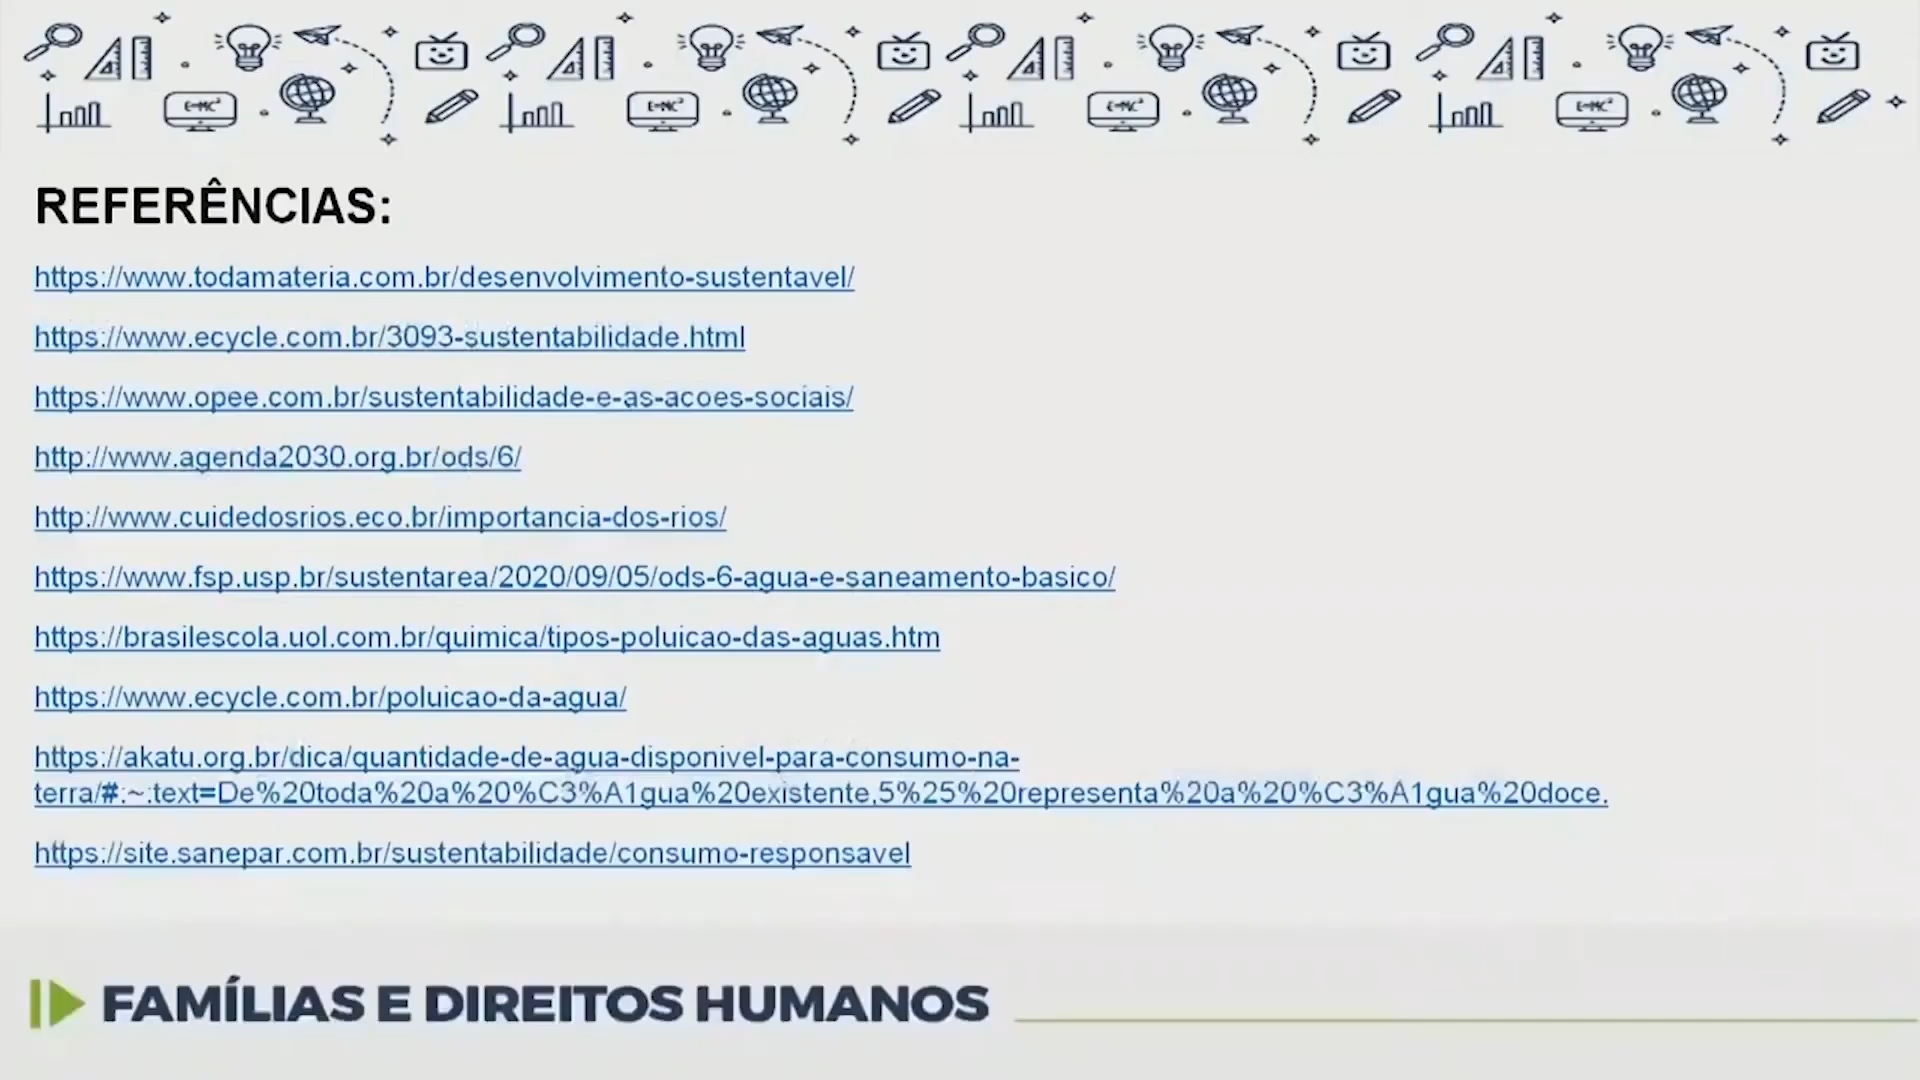 E=MC²
E=MC²
E=MC²
E=MC²
REFERÊNCIAS:
https://www.todamateria.com.br/desenvolvimento-sustentavel/
https://www.ecycle.com.br/3093-sustentabilidade.html
https://www.opee.com.br/sustentabilidade-e-as-acoes-sociais/
http://www.agenda2030.org.br/ods/6/
http://www.cuidedosrios.eco.br/importancia-dos-rios/
https://www.fsp.usp.br/sustentarea/2020/09/05/ods-6-agua-e-saneamento-basico/
https://brasilescola.uol.com.br/quimica/tipos-poluicao-das-aguas.htm
https://www.ecycle.com.br/poluicao-da-agua/
https://akatu.org.br/dica/quantidade-de-agua-disponivel-para-consumo-na-
terra/#:~:text=De%20toda%20a%20%C3%A1gua%20existente,5%25%20representa%20a%20%C3%A1gua%20doce.
https://site.sanepar.com.br/sustentabilidade/consumo-responsavel
FAMÍLIAS E DIREITOS HUMANOS